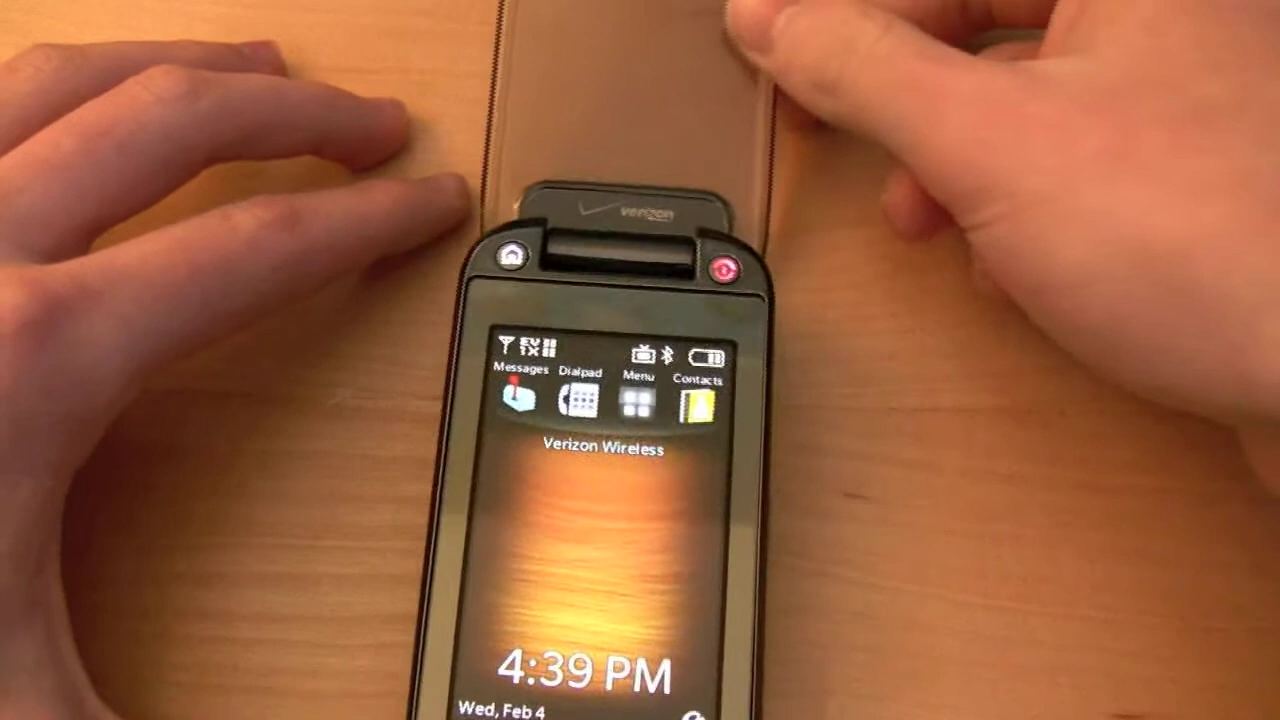 verizon
EV
1X
Messages Dialpad Menu Contacts
Verizon Wireless
4:39 PM
Wed, Feb 4